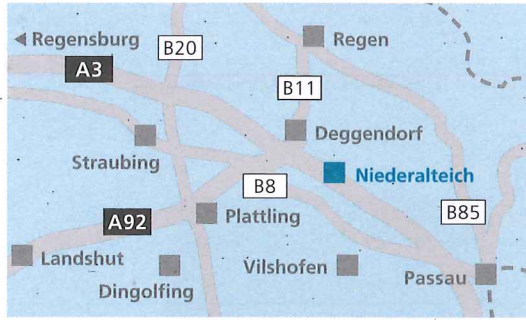 Regensburg
B20
Regen
A3
B11
Deggendorf
Straubing
Niederalteich
B8
A92
Plattling
B85
Landshut
Vilshofen
Passau
Dingolfing